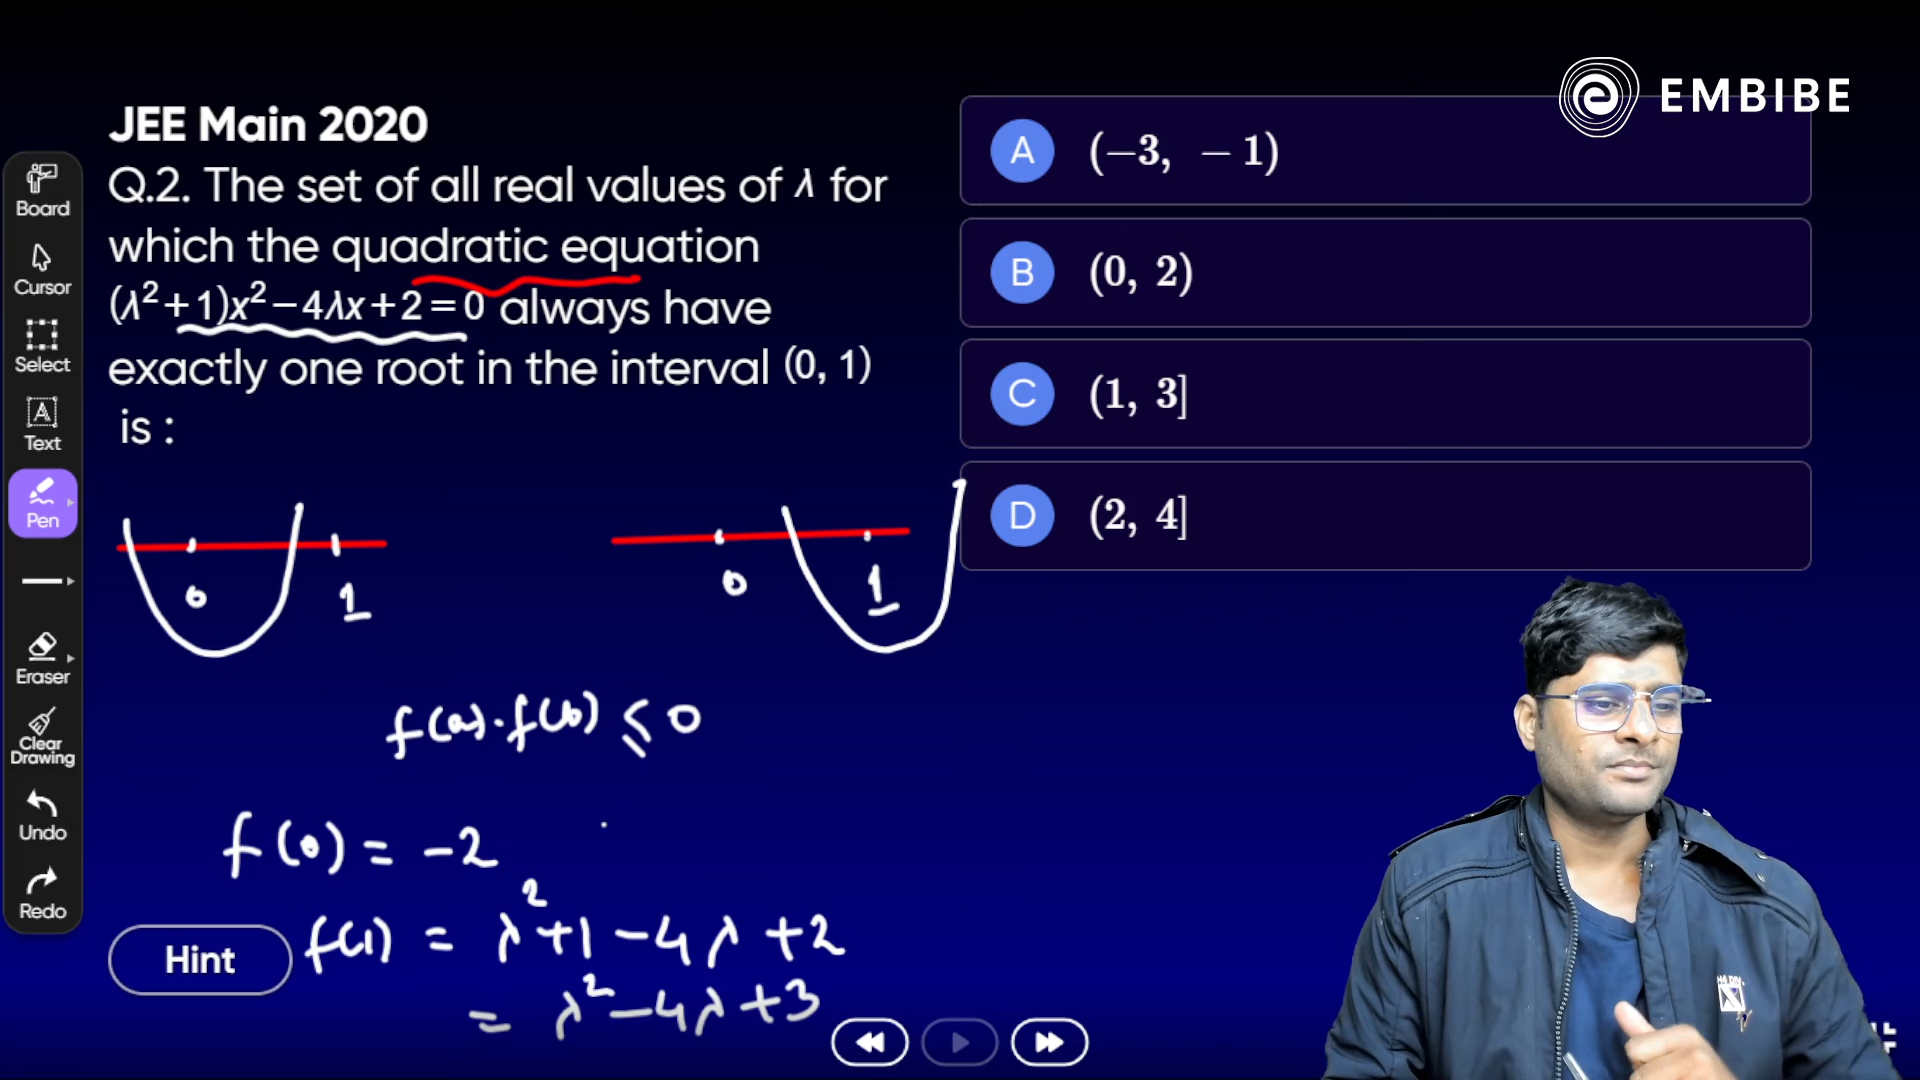 EMBIBE
JEE Main 2020
Q.2. The set of all real values of λ for
which the quadratic equation
(λ²+1)x²−4λx+2=0 always have
exactly one root in the interval (0, 1)
is :
A (−3, −1)
B (0, 2)
C (1, 3]
D (2, 4]
Board
Cursor
Select
Text
Pen
Eraser
Clear
Drawing
Undo
Redo
0 1
0 1
f(a)·f(b) ≤ 0
f(0) = -2
f(1) = λ²+1-4λ+2
= λ²-4λ+3
Hint